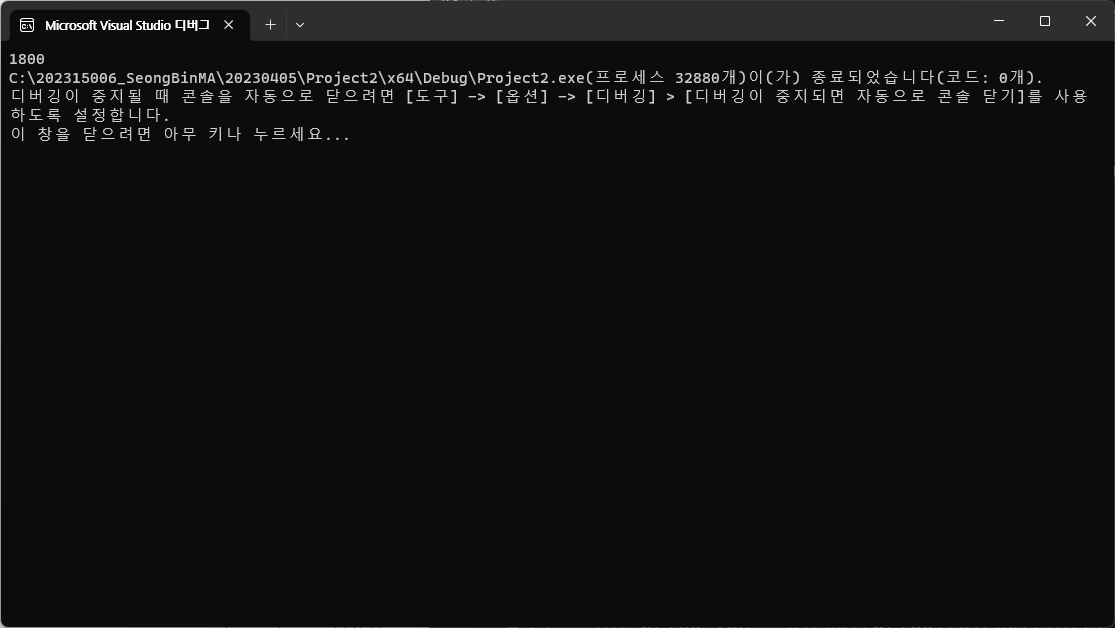 Microsoft Visual Studio 디버그
1800
C:\202315006_SeongBinMA\20230405\Project2\x64\Debug\Project2.exe(프로세스 32880개)이(가) 종료되었습니다(코드: 0개).
디버깅이 중지될 때 콘솔을 자동으로 닫으려면 [도구] -> [옵션] -> [디버깅] > [디버깅이 중지되면 자동으로 콘솔 닫기]를 사용
하도록 설정합니다.
이 창을 닫으려면 아무 키나 누르세요...